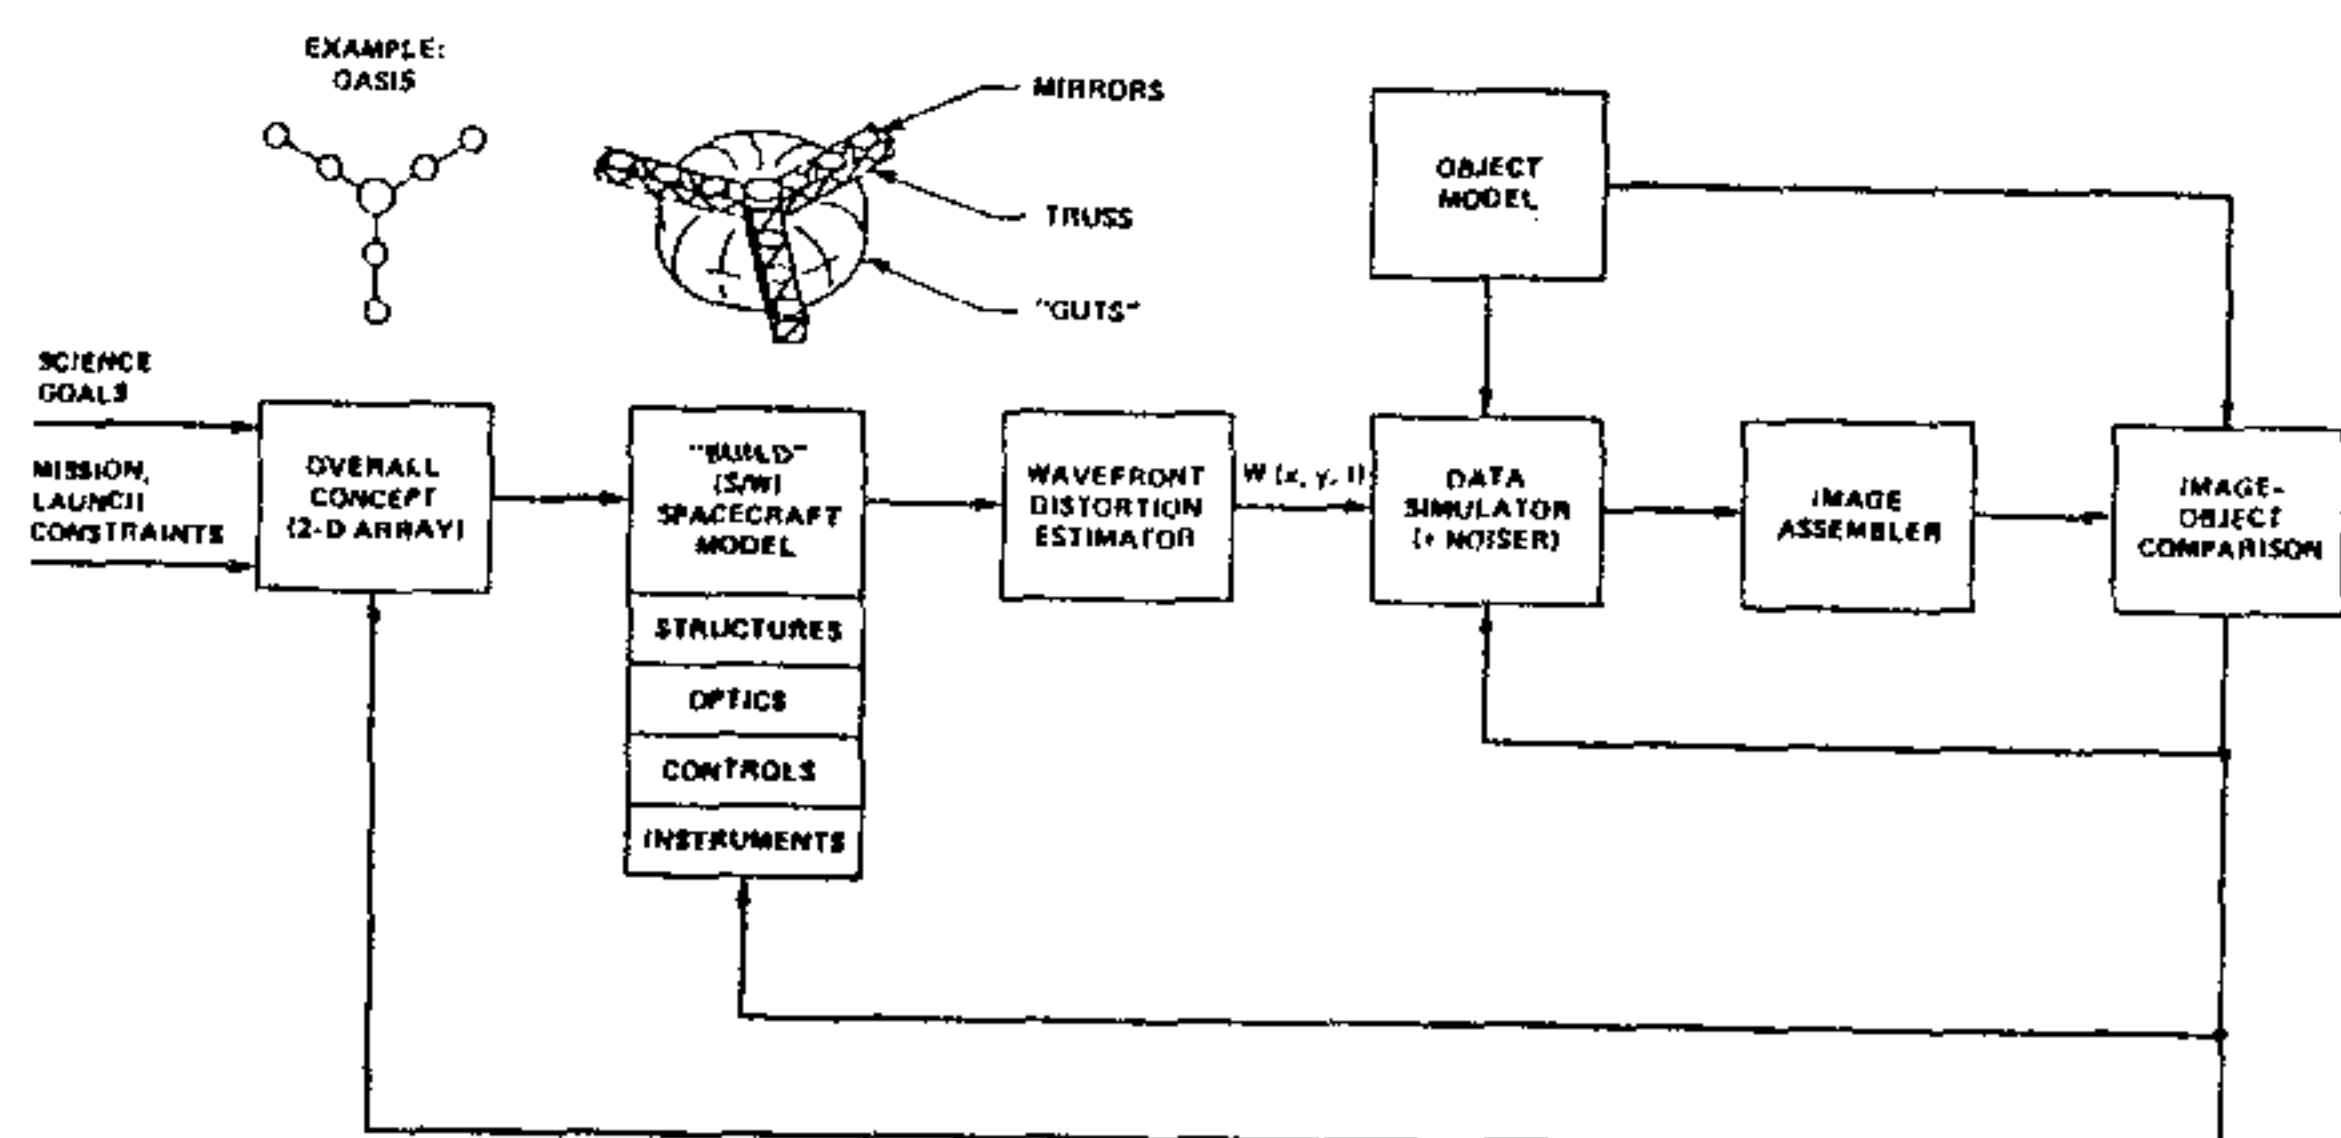 EXAMPLE:
OASIS
MIRRORS
TRUSS
"GUTS"
OBJECT
MODEL
SCIENCE
GOALS
MISSION,
LAUNCH
CONSTRAINTS
OVERALL
CONCEPT
(2-D ARRAY)
"BUILD"
(S/W)
SPACECRAFT
MODEL
STRUCTURES
OPTICS
CONTROLS
INSTRUMENTS
WAVEFRONT
DISTORTION
ESTIMATOR
W (x, y, t)
DATA
SIMULATOR
(+ NOISER)
IMAGE
ASSEMBLER
IMAGE-
OBJECT
COMPARISON